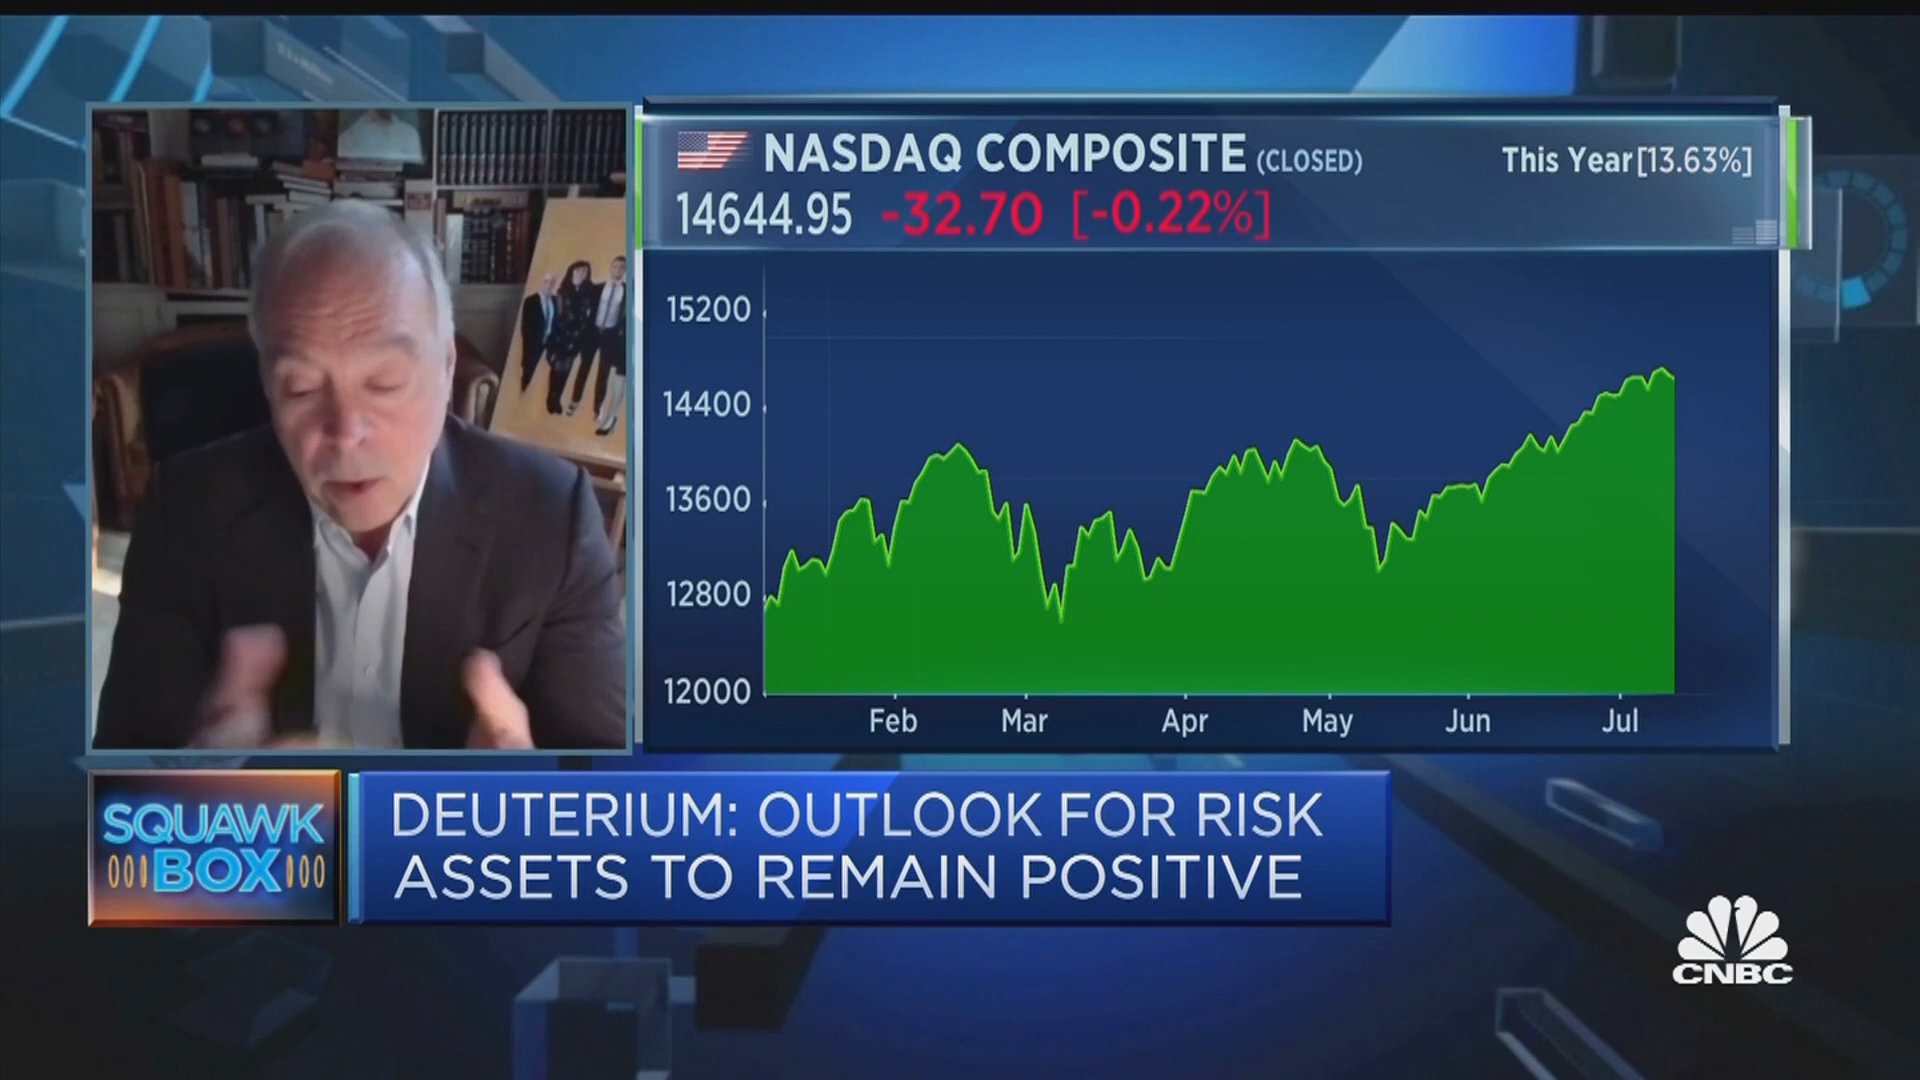 NASDAQ COMPOSITE (CLOSED)
This Year[13.63%]
14644.95 -32.70 [-0.22%]
15200
14400
13600
12800
12000
Feb Mar Apr May Jun Jul
SQUAWK
BOX
DEUTERIUM: OUTLOOK FOR RISK
ASSETS TO REMAIN POSITIVE
CNBC